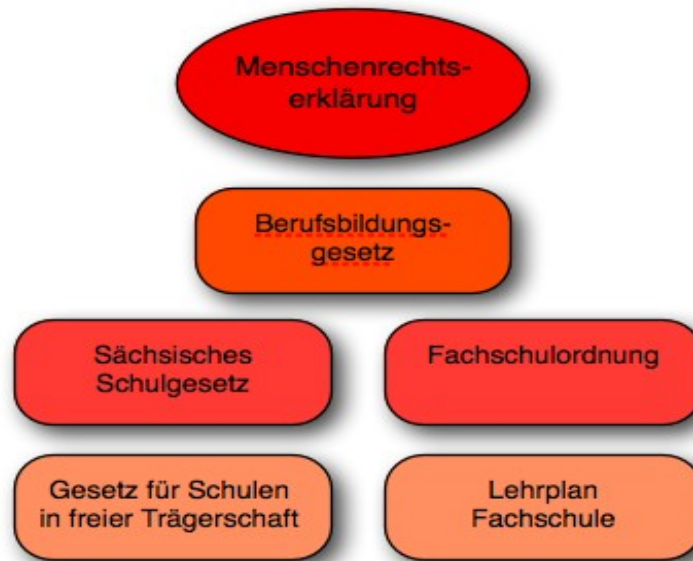 Menschenrechts-
erklärung
Berufsbildungs-
gesetz
Sächsisches
Schulgesetz
Fachschulordnung
Gesetz für Schulen
in freier Trägerschaft
Lehrplan
Fachschule